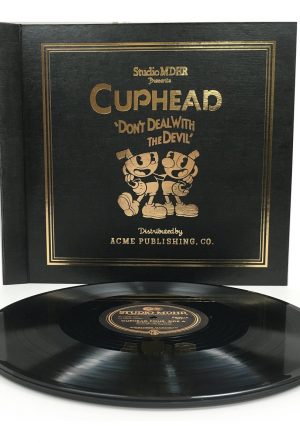 Studio MDHR
Presents
CUPHEAD
"DON'T DEAL WITH
THE DEVIL"
Distributed by
ACME PUBLISHING, CO.
STUDIO MDHR